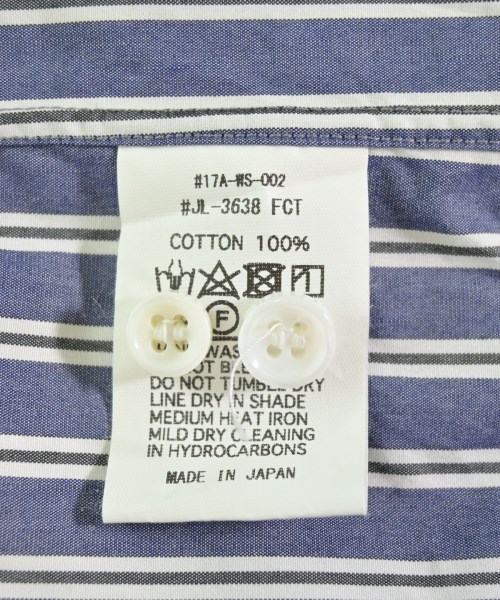 #17A-WS-002
#JL-3638 FCT
COTTON 100%
F
DO NOT TUMBLE DRY
LINE DRY IN SHADE
MEDIUM HEAT IRON
MILD DRY CLEANING
IN HYDROCARBONS
MADE IN JAPAN